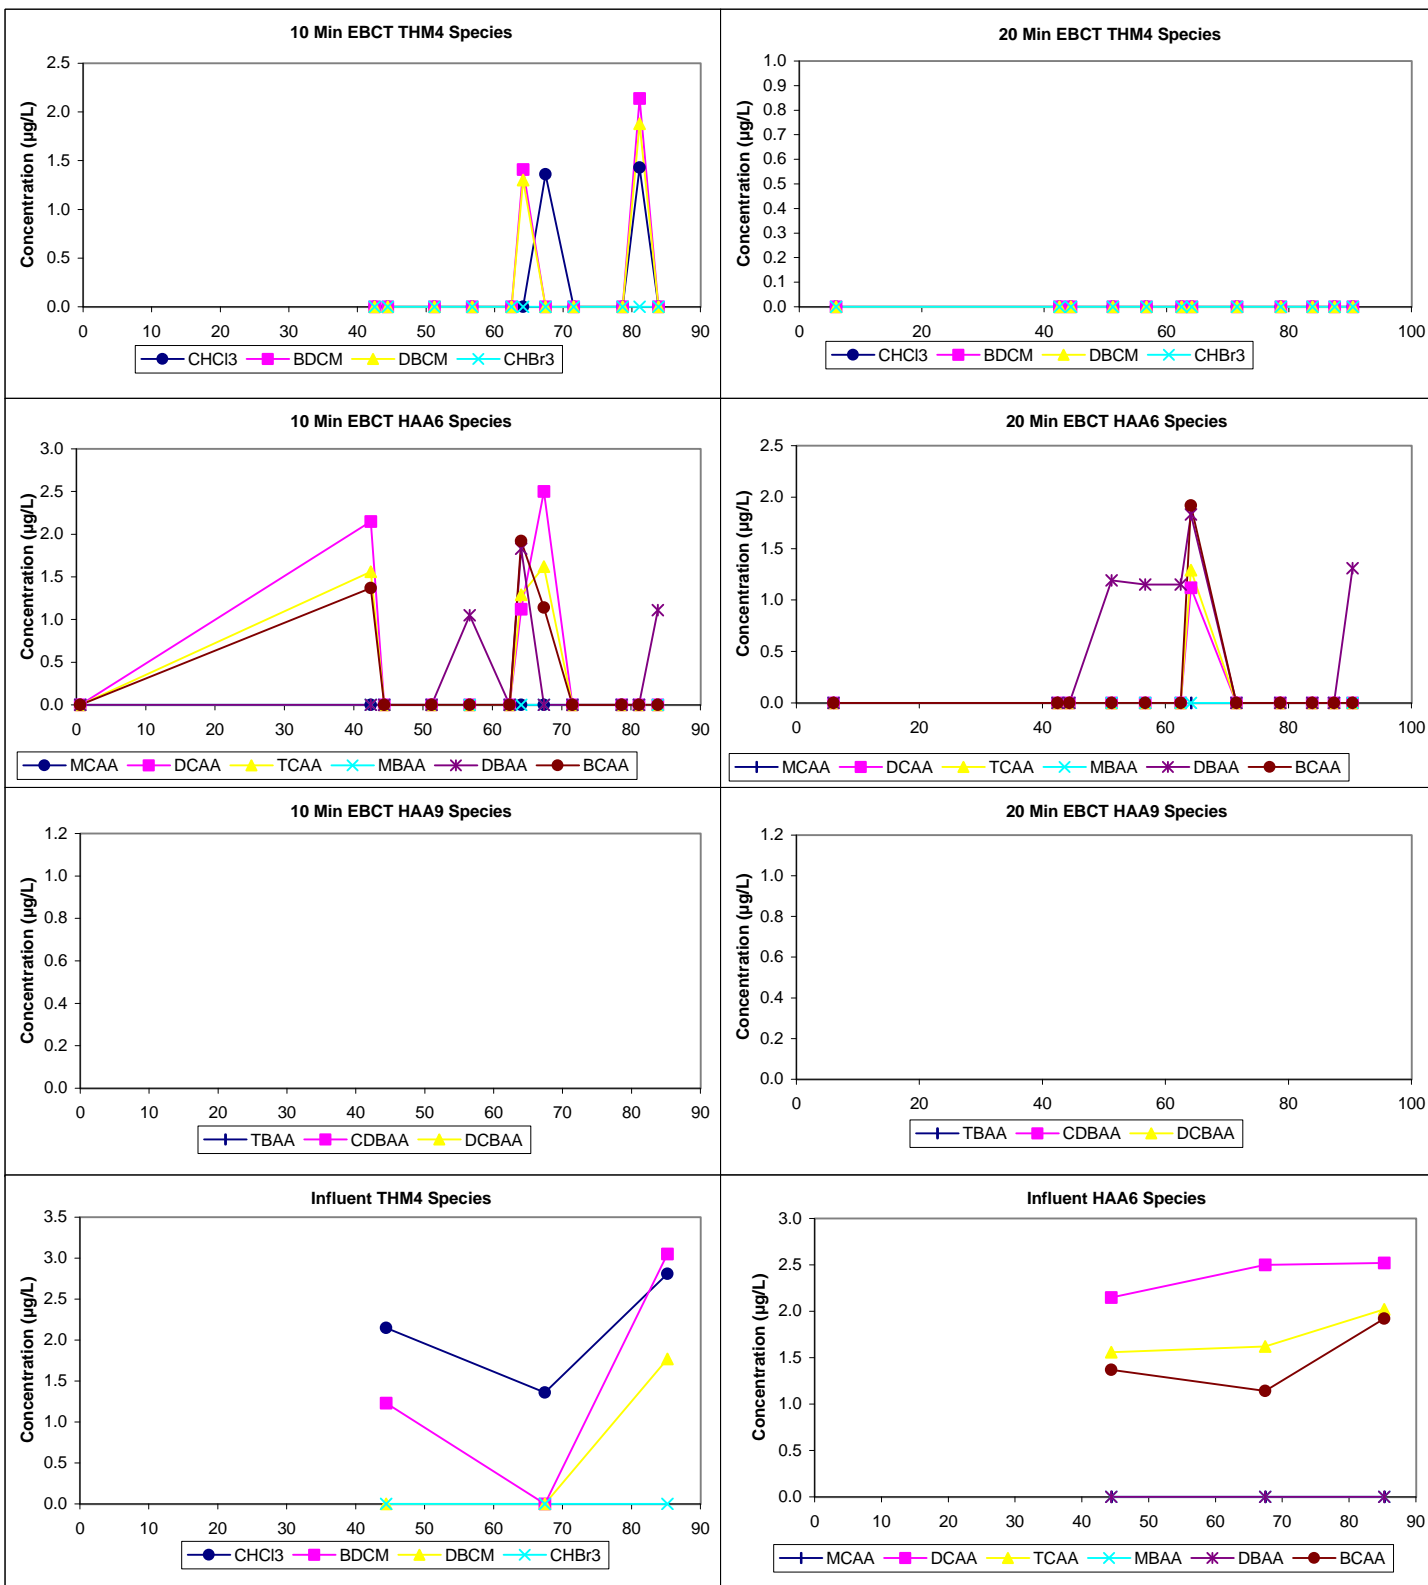 10 Min EBCT THM4 Species
Concentration (µg/L)
2.5
2.0
1.5
1.0
0.5
0.0
0 10 20 30 40 50 60 70 80 90
CHCl3 BDCM DBCM CHBr3
20 Min EBCT THM4 Species
Concentration (µg/L)
1.0
0.9
0.8
0.7
0.6
0.5
0.4
0.3
0.2
0.1
0.0
0 20 40 60 80 100
CHCl3 BDCM DBCM CHBr3
10 Min EBCT HAA6 Species
Concentration (µg/L)
3.0
2.5
2.0
1.5
1.0
0.5
0.0
0 10 20 30 40 50 60 70 80 90
MCAA DCAA TCAA MBAA DBAA BCAA
20 Min EBCT HAA6 Species
Concentration (µg/L)
2.5
2.0
1.5
1.0
0.5
0.0
0 20 40 60 80 100
MCAA DCAA TCAA MBAA DBAA BCAA
10 Min EBCT HAA9 Species
Concentration (µg/L)
1.2
1.0
0.8
0.6
0.4
0.2
0.0
0 10 20 30 40 50 60 70 80 90
TBAA CDBAA DCBAA
20 Min EBCT HAA9 Species
Concentration (µg/L)
1.2
1.0
0.8
0.6
0.4
0.2
0.0
0 20 40 60 80 100
TBAA CDBAA DCBAA
Influent THM4 Species
Concentration (µg/L)
3.5
3.0
2.5
2.0
1.5
1.0
0.5
0.0
0 10 20 30 40 50 60 70 80 90
CHCl3 BDCM DBCM CHBr3
Influent HAA6 Species
Concentration (µg/L)
3.0
2.5
2.0
1.5
1.0
0.5
0.0
0 10 20 30 40 50 60 70 80 90
MCAA DCAA TCAA MBAA DBAA BCAA